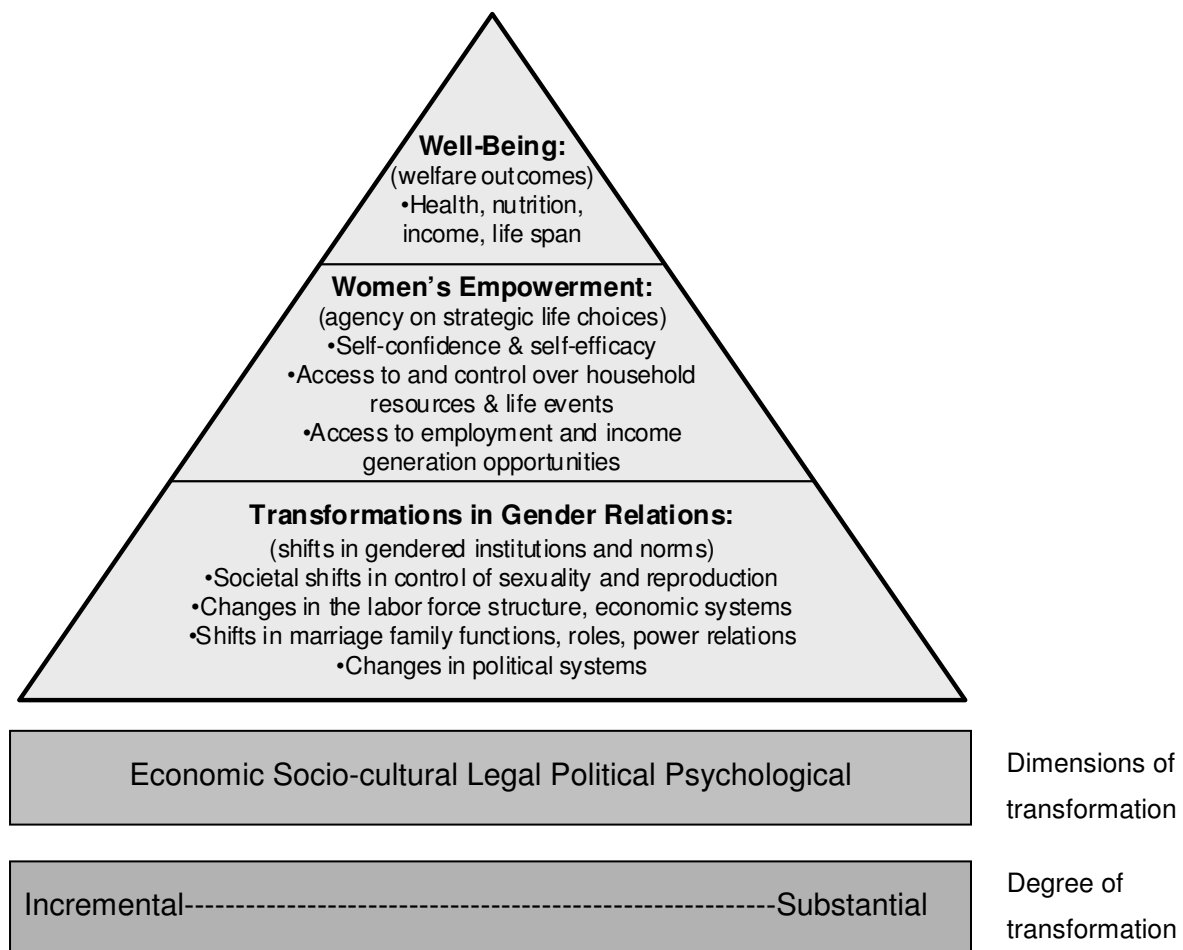 Well-Being:
(welfare outcomes)
•Health, nutrition,
income, life span
Women’s Empowerment:
(agency on strategic life choices)
•Self-confidence & self-efficacy
•Access to and control over household
resources & life events
•Access to employment and income
generation opportunities
Transformations in Gender Relations:
(shifts in gendered institutions and norms)
•Societal shifts in control of sexuality and reproduction
•Changes in the labor force structure, economic systems
•Shifts in marriage family functions, roles, power relations
•Changes in political systems
Economic Socio-cultural Legal Political Psychological
Dimensions of
transformation
Incremental----------------------------------------------------------Substantial
Degree of
transformation